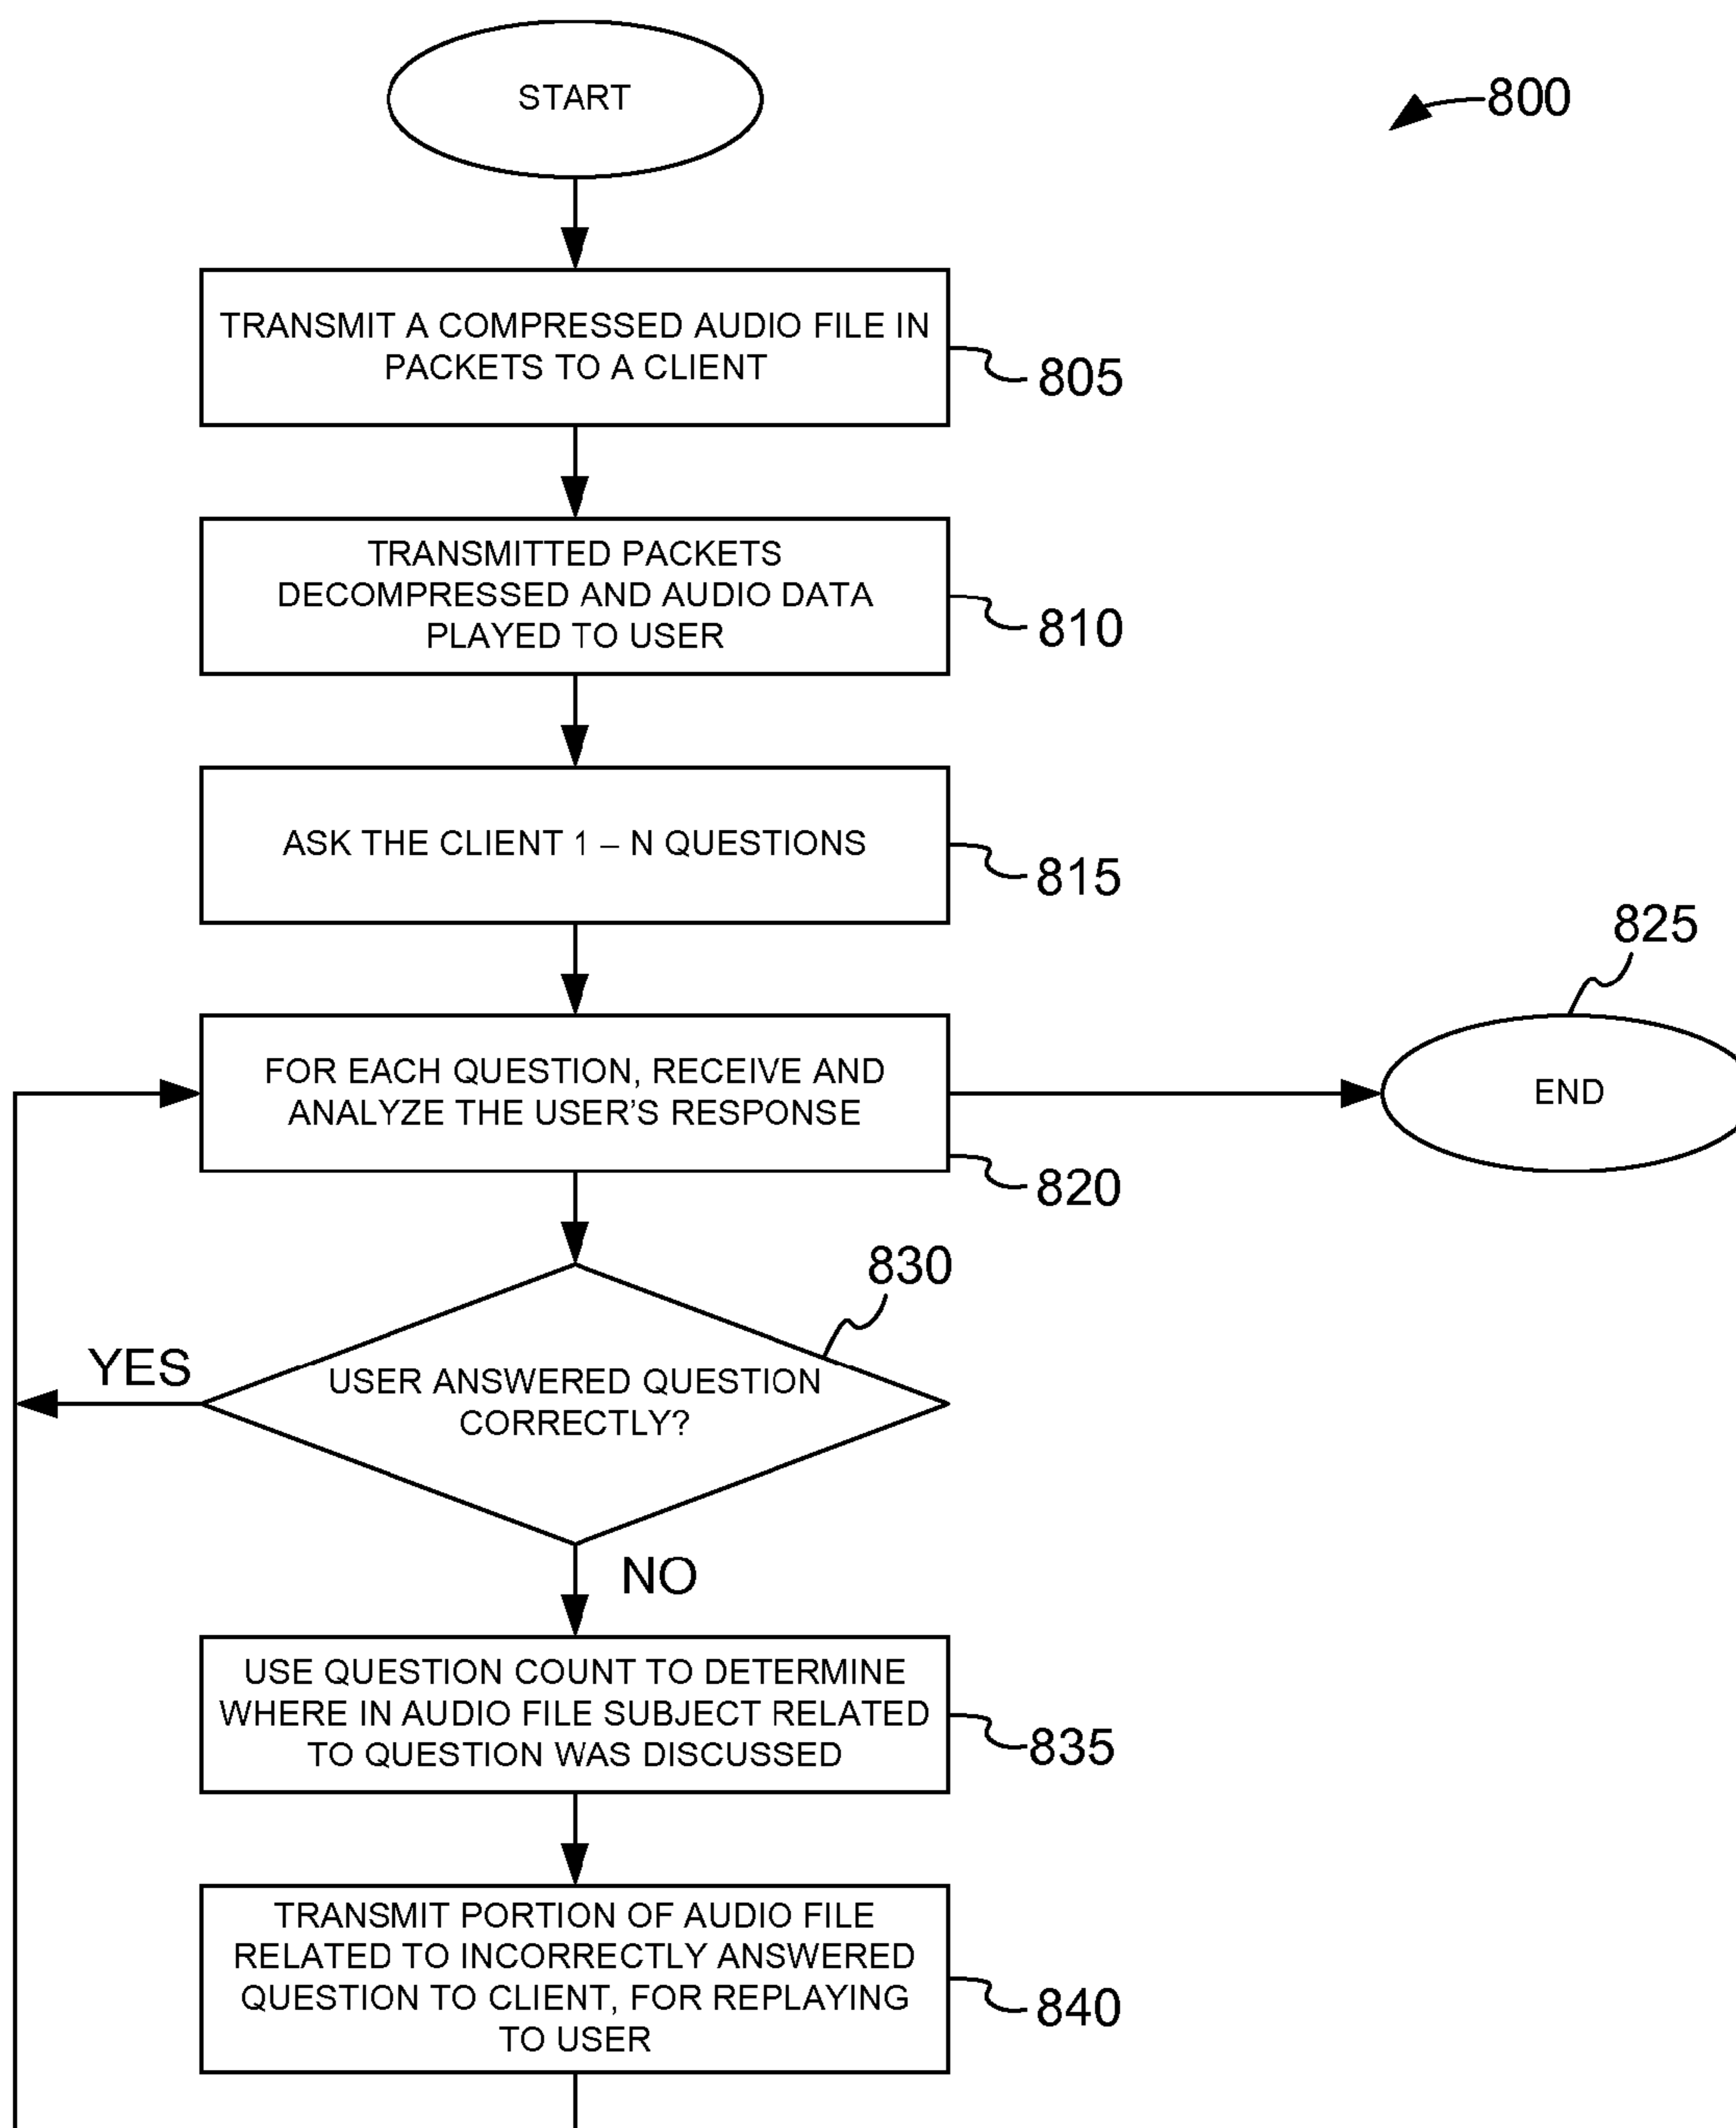 START
800
TRANSMIT A COMPRESSED AUDIO FILE IN
PACKETS TO A CLIENT
805
TRANSMITTED PACKETS
DECOMPRESSED AND AUDIO DATA
PLAYED TO USER
810
ASK THE CLIENT 1 – N QUESTIONS
815
825
FOR EACH QUESTION, RECEIVE AND
ANALYZE THE USER'S RESPONSE
END
820
830
YES
USER ANSWERED QUESTION
CORRECTLY?
NO
USE QUESTION COUNT TO DETERMINE
WHERE IN AUDIO FILE SUBJECT RELATED
TO QUESTION WAS DISCUSSED
835
TRANSMIT PORTION OF AUDIO FILE
RELATED TO INCORRECTLY ANSWERED
QUESTION TO CLIENT, FOR REPLAYING
TO USER
840